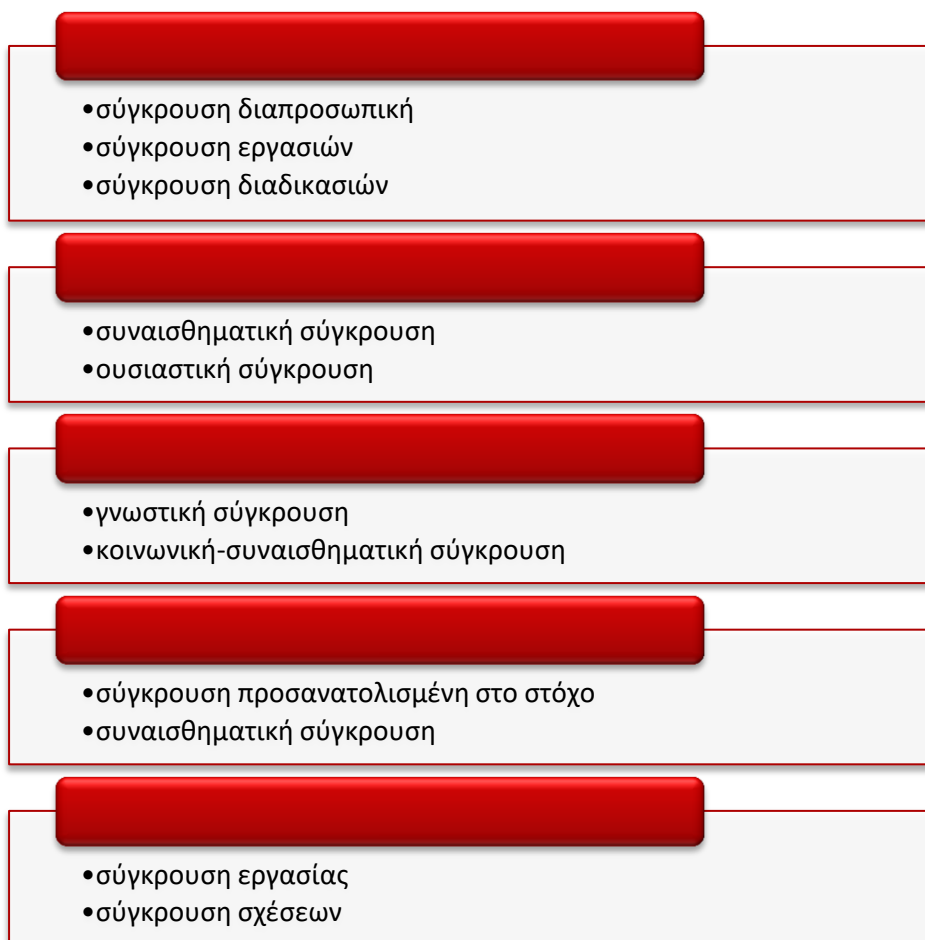 •σύγκρουση διαπροσωπική
•σύγκρουση εργασιών
•σύγκρουση διαδικασιών
•συναισθηματική σύγκρουση
•ουσιαστική σύγκρουση
•γνωστική σύγκρουση
•κοινωνική-συναισθηματική σύγκρουση
•σύγκρουση προσανατολισμένη στο στόχο
•συναισθηματική σύγκρουση
•σύγκρουση εργασίας
•σύγκρουση σχέσεων